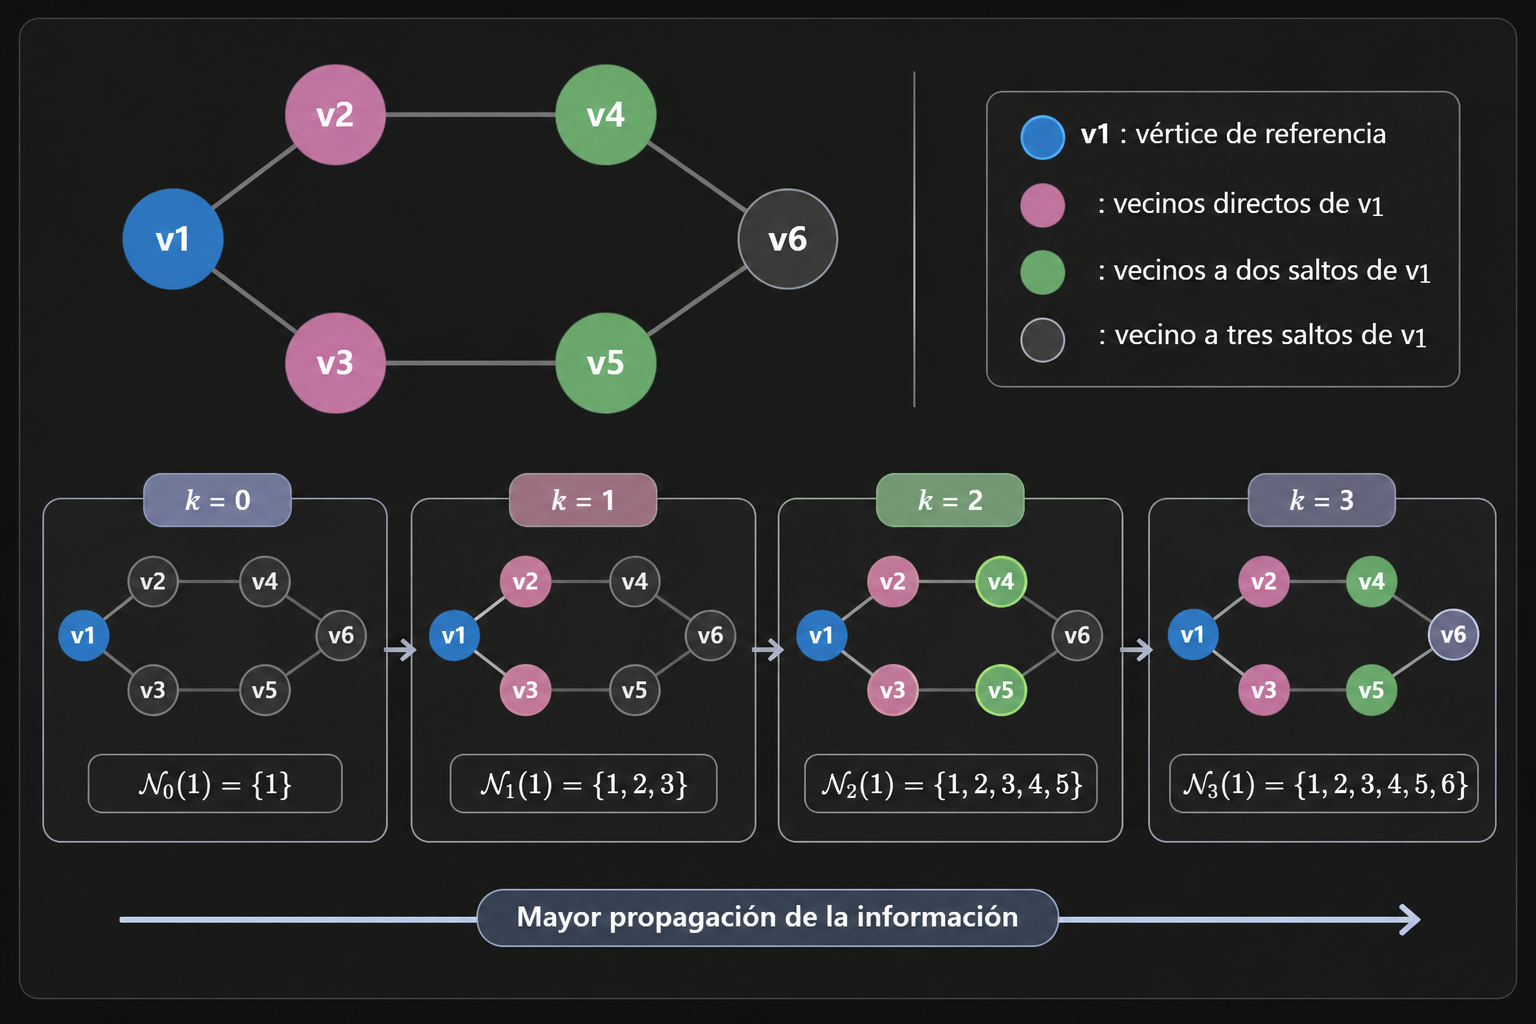 v2
v4
v1
v6
v3
v5
v1 : vértice de referencia
: vecinos directos de v1
: vecinos a dos saltos de v1
: vecino a tres saltos de v1
k = 0
v2
v4
v1
v6
v3
v5
𝒩₀(1) = {1}
k = 1
v2
v4
v1
v6
v3
v5
𝒩₁(1) = {1, 2, 3}
k = 2
v2
v4
v1
v6
v3
v5
𝒩₂(1) = {1, 2, 3, 4, 5}
k = 3
v2
v4
v1
v6
v3
v5
𝒩₃(1) = {1, 2, 3, 4, 5, 6}
Mayor propagación de la información